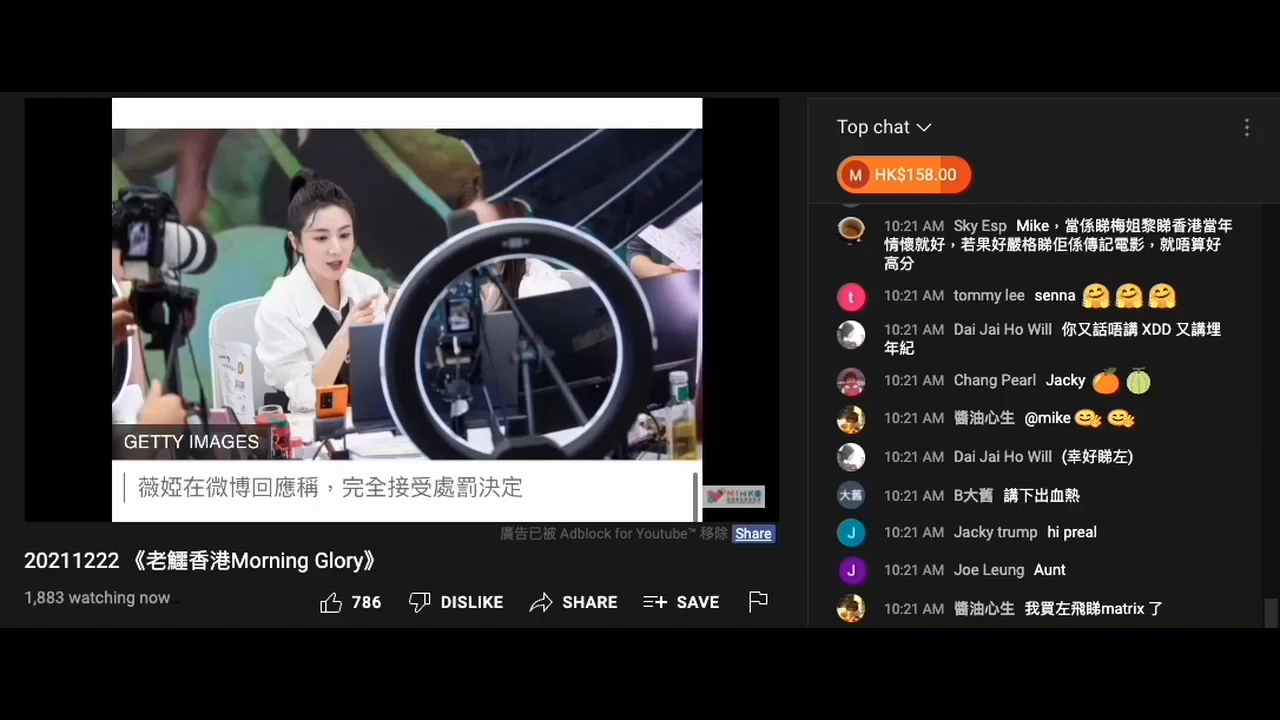 GETTY IMAGES
薇婭在微博回應稱，完全接受處罰決定
MINKO
廣告已被 Adblock for Youtube™ 移除 Share
20211222 《老鱷香港Morning Glory》
1,883 watching now
786 DISLIKE SHARE SAVE
Top chat
M HK$158.00
10:21 AM Sky Esp Mike，當係睇梅姐黎睇香港當年
情懷就好，若果好嚴格睇佢係傳記電影，就唔算好
高分
t 10:21 AM tommy lee senna 🤗🤗🤗
10:21 AM Dai Jai Ho Will 你又話唔講 XDD 又講埋
年紀
10:21 AM Chang Pearl Jacky 🍊🍈
10:21 AM 醬油心生 @mike
10:21 AM Dai Jai Ho Will (幸好睇左)
大舊 10:21 AM B大舊 講下出血熱
J 10:21 AM Jacky trump hi preal
J 10:21 AM Joe Leung Aunt
10:21 AM 醬油心生 我買左飛睇matrix 了